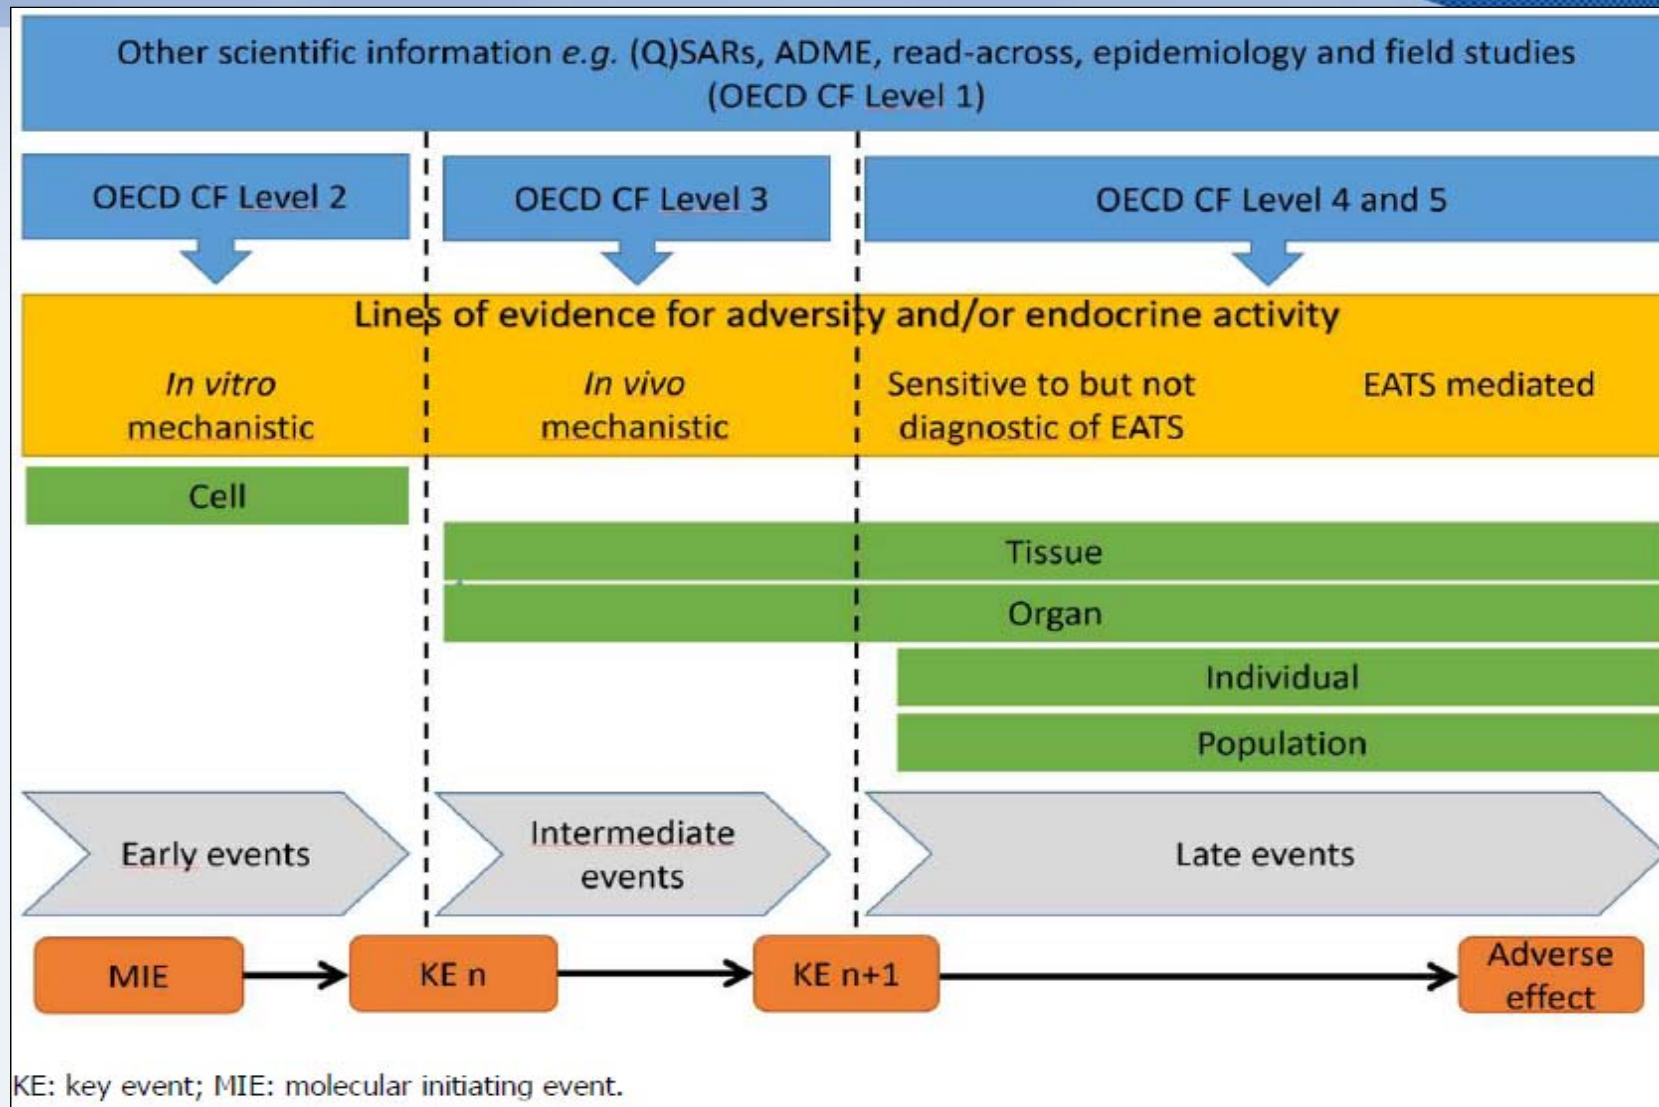 Other scientific information e.g. (Q)SARs, ADME, read-across, epidemiology and field studies
(OECD CF Level 1)
OECD CF Level 2
OECD CF Level 3
OECD CF Level 4 and 5
Lines of evidence for adversity and/or endocrine activity
In vitro
mechanistic
In vivo
mechanistic
Sensitive to but not
diagnostic of EATS
EATS mediated
Cell
Tissue
Organ
Individual
Population
Early events
Intermediate
events
Late events
MIE
KE n
KE n+1
Adverse
effect
KE: key event; MIE: molecular initiating event.